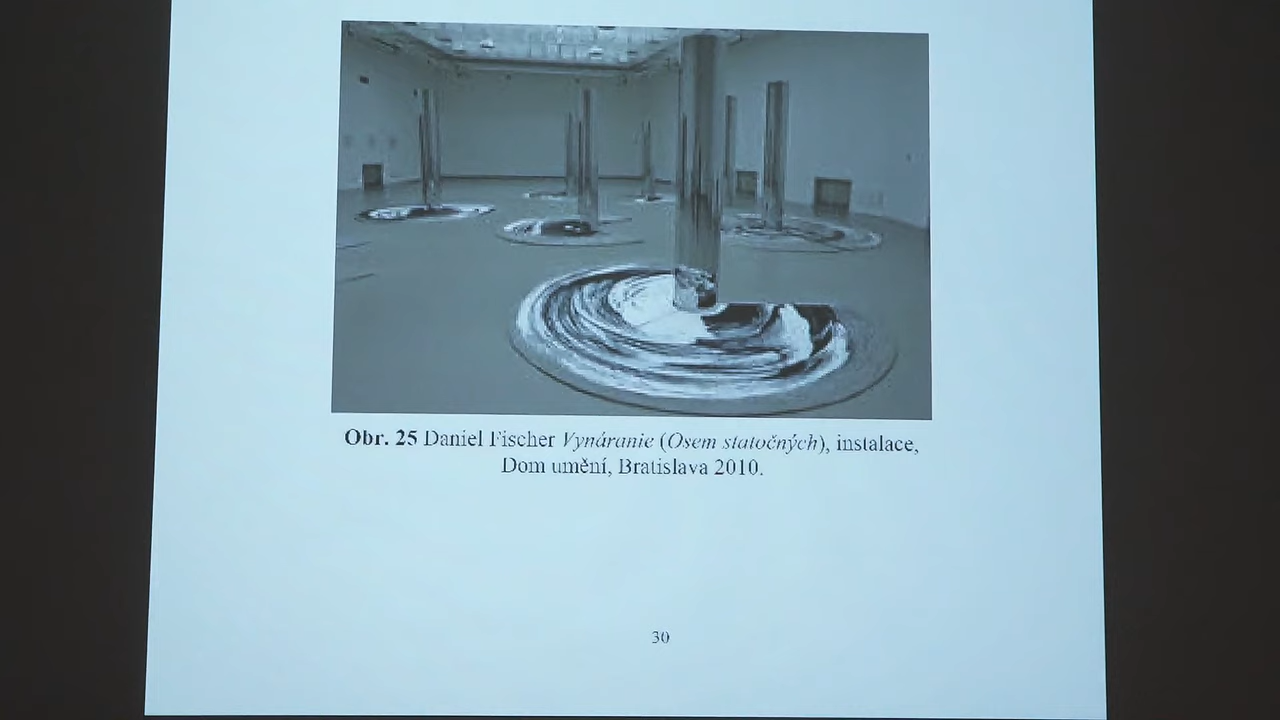 Obr. 25 Daniel Fischer Vynáranie (Osem statočných), instalace,
Dom umění, Bratislava 2010.
30